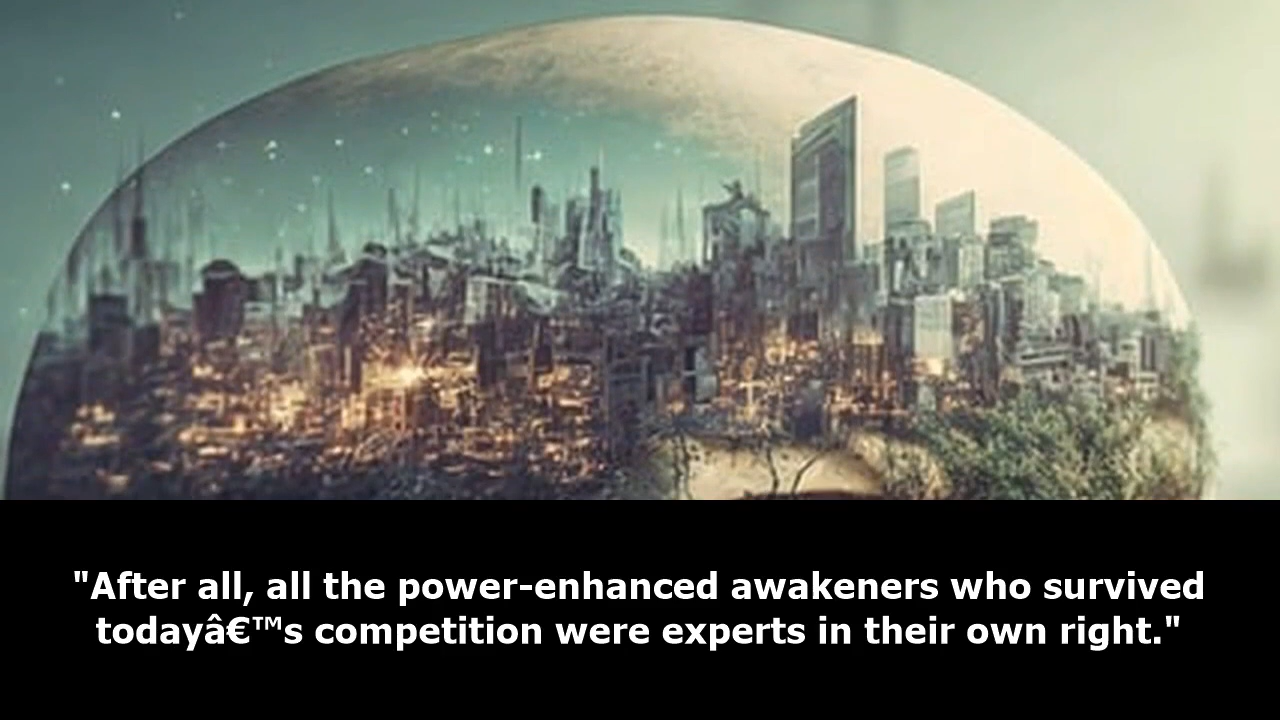 "After all, all the power-enhanced awakeners who survived
todayâ€™s competition were experts in their own right."